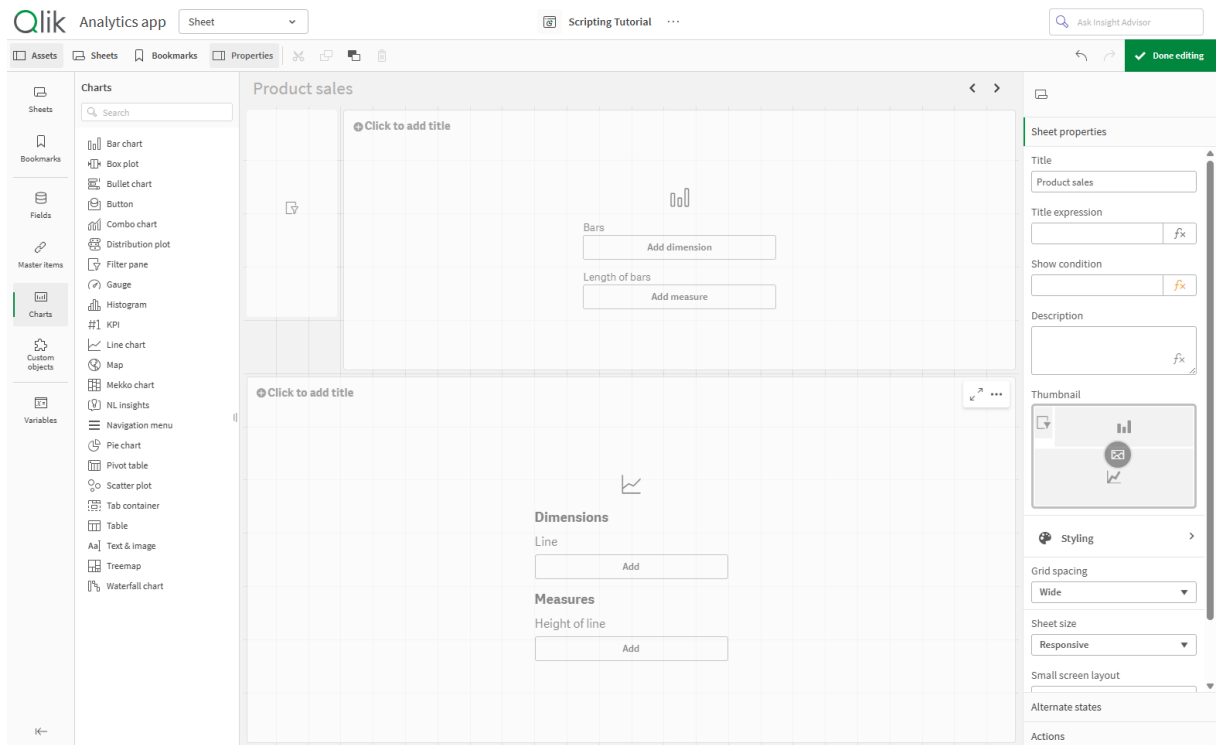 Qlik Analytics app Sheet Scripting Tutorial ... Ask Insight Advisor
Assets Sheets Bookmarks Properties Done editing
Sheets
Bookmarks
Fields
Master items
Charts
Custom
objects
Variables
Charts
Search
Bar chart
Box plot
Bullet chart
Button
Combo chart
Distribution plot
Filter pane
Gauge
Histogram
#1 KPI
Line chart
Map
Mekko chart
NL insights
Navigation menu
Pie chart
Pivot table
Scatter plot
Tab container
Table
Aa Text & image
Treemap
Waterfall chart
Product sales
Click to add title
Bars
Add dimension
Length of bars
Add measure
Click to add title
Dimensions
Line
Add
Measures
Height of line
Add
Sheet properties
Title
Product sales
Title expression
fx
Show condition
fx
Description
fx
Thumbnail
Styling
Grid spacing
Wide
Sheet size
Responsive
Small screen layout
Alternate states
Actions